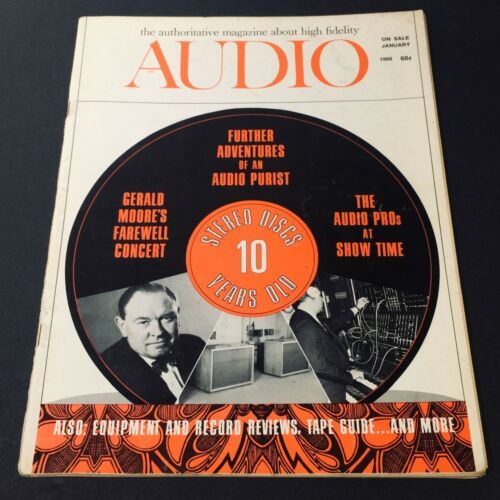 the authoritative magazine about high fidelity
AUDIO
ON SALE
JANUARY
1968 60¢
FURTHER
ADVENTURES
OF AN
AUDIO PURIST
GERALD
MOORE'S
FAREWELL
CONCERT
THE
AUDIO PROs
AT
SHOW TIME
STEREO DISCS
10
YEARS OLD
ALSO: EQUIPMENT AND RECORD REVIEWS, TAPE GUIDE...AND MORE